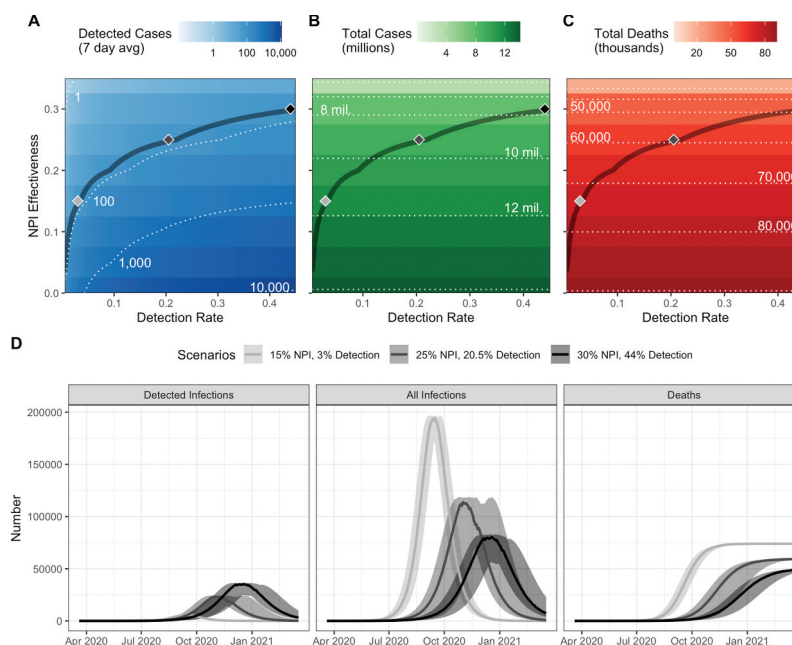 A
Detected Cases
(7 day avg)
1 100 10,000
B
Total Cases
(millions)
4 8 12
C
Total Deaths
(thousands)
20 50 80
NPI Effectiveness
0.3
0.2
0.1
0.0
1
100
1,000
10,000
8 mil.
10 mil.
12 mil.
50,000
60,000
70,000
80,000
0.1 0.2 0.3 0.4
0.1 0.2 0.3 0.4
0.1 0.2 0.3 0.4
Detection Rate
Detection Rate
Detection Rate
D
Scenarios
15% NPI, 3% Detection
25% NPI, 20.5% Detection
30% NPI, 44% Detection
Detected Infections
All Infections
Deaths
Number
200000
150000
100000
50000
0
Apr 2020 Jul 2020 Oct 2020 Jan 2021
Apr 2020 Jul 2020 Oct 2020 Jan 2021
Apr 2020 Jul 2020 Oct 2020 Jan 2021